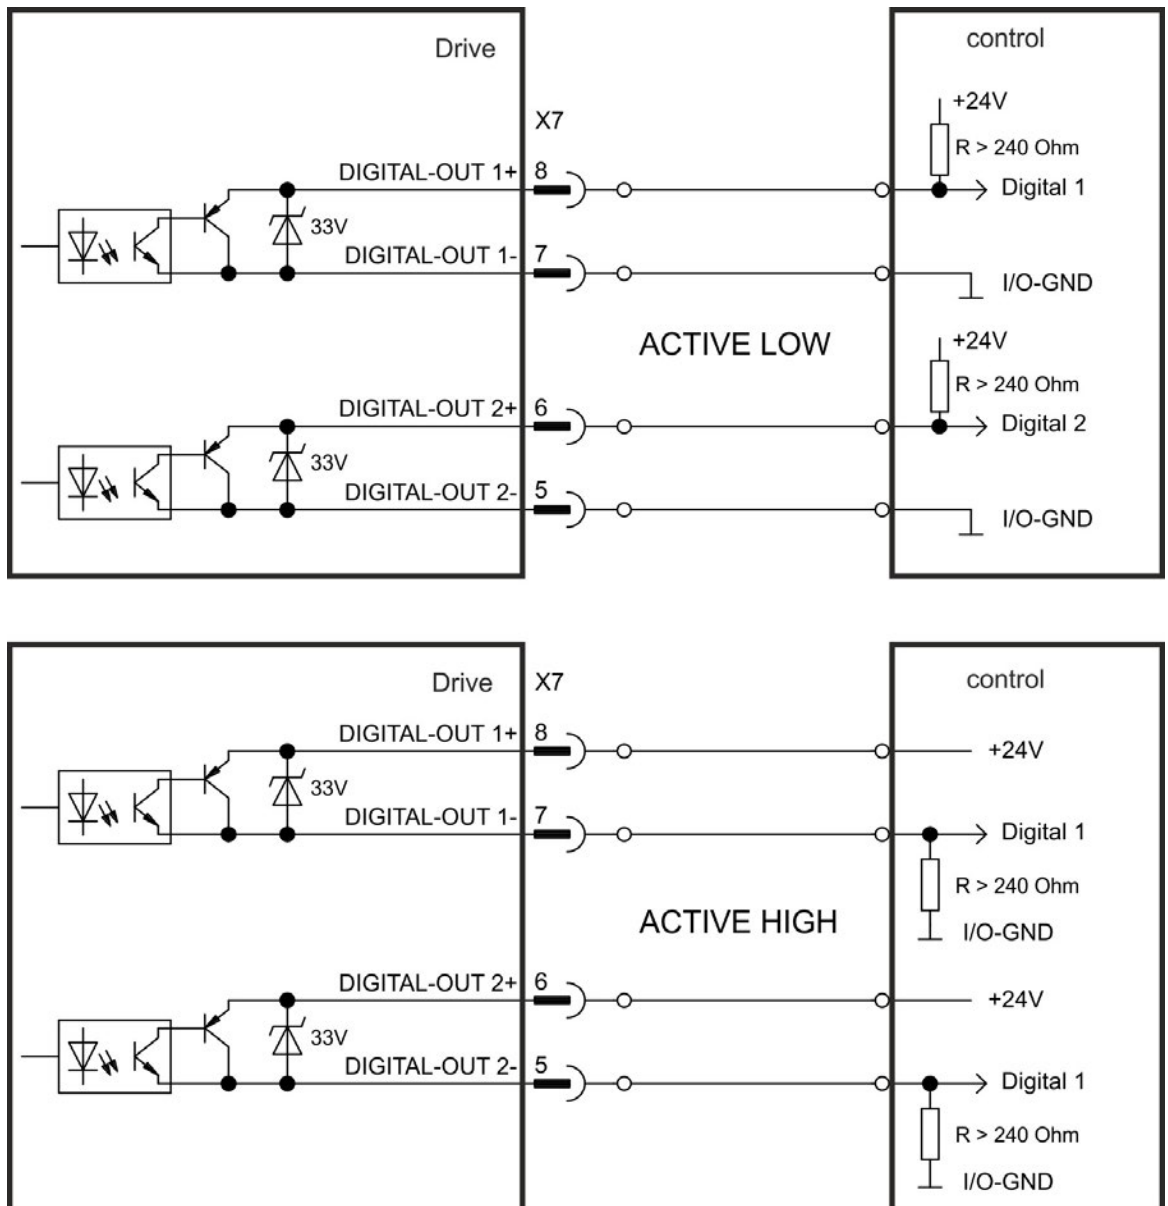 Drive
control
+24V
X7
R > 240 Ohm
DIGITAL-OUT 1+
8
Digital 1
33V
DIGITAL-OUT 1-
7
I/O-GND
ACTIVE LOW
+24V
R > 240 Ohm
DIGITAL-OUT 2+
6
Digital 2
33V
DIGITAL-OUT 2-
5
I/O-GND
Drive
X7
control
DIGITAL-OUT 1+
8
+24V
33V
DIGITAL-OUT 1-
7
Digital 1
R > 240 Ohm
ACTIVE HIGH
I/O-GND
DIGITAL-OUT 2+
6
+24V
33V
DIGITAL-OUT 2-
5
Digital 1
R > 240 Ohm
I/O-GND